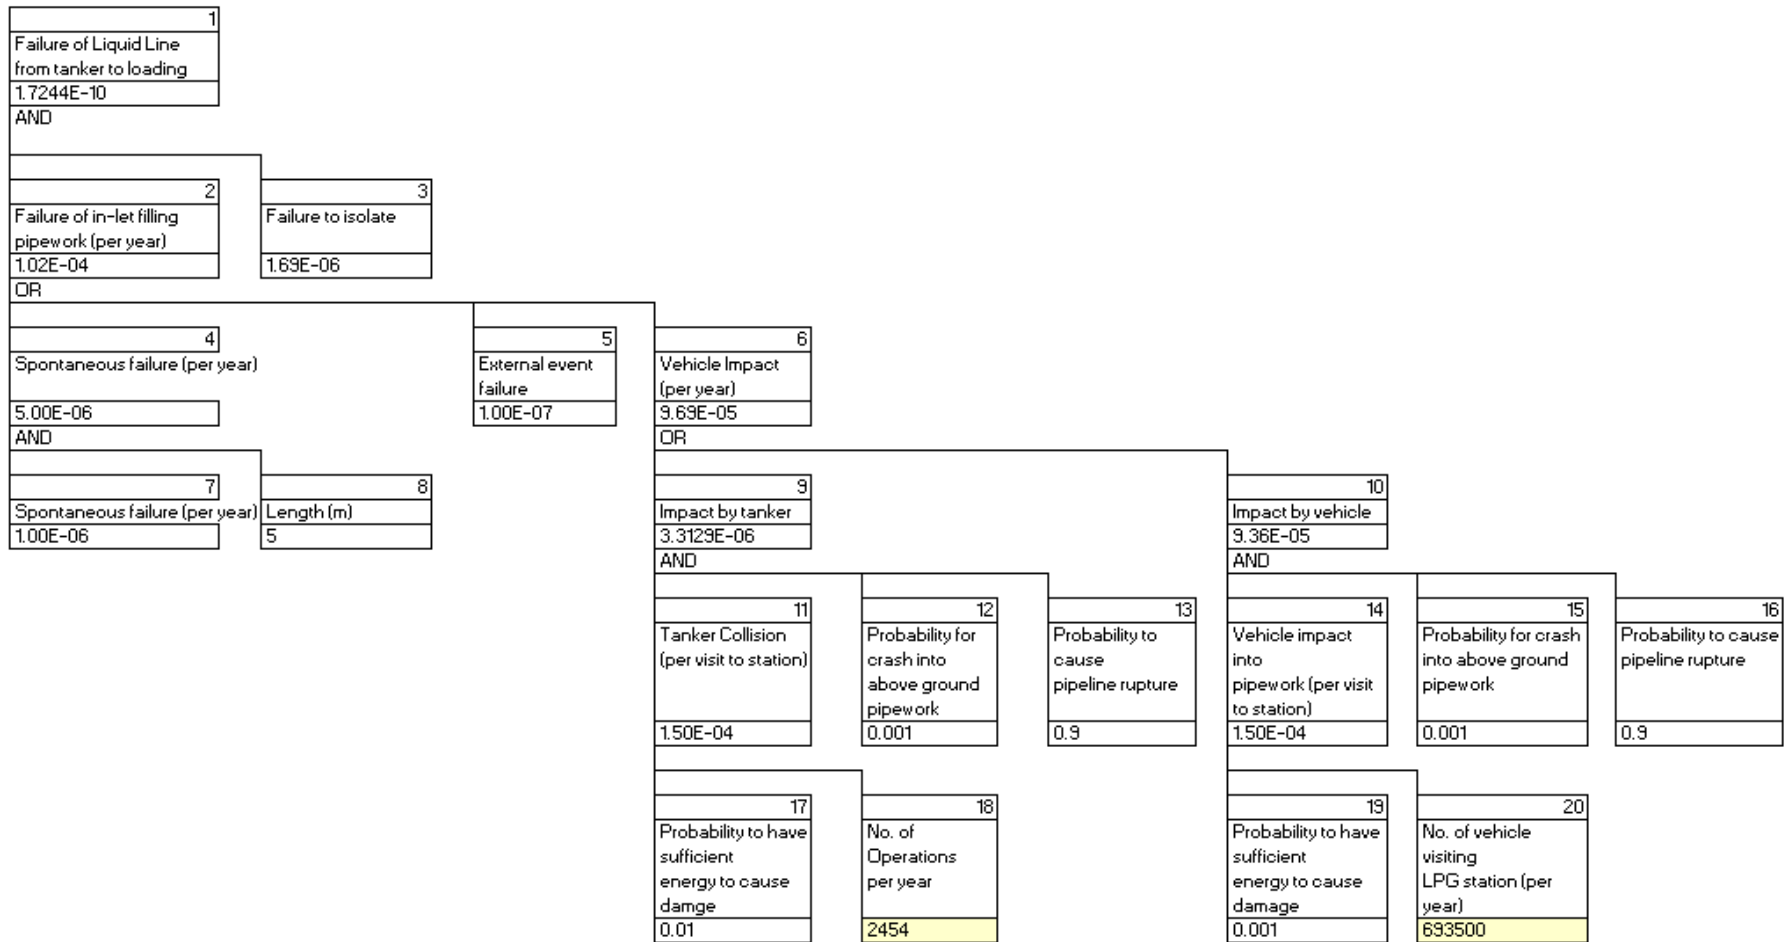 1
Failure of Liquid Line
from tanker to loading
1.7244E-10
AND
2
Failure of in-let filling
pipework (per year)
1.02E-04
3
Failure to isolate
1.69E-06
OR
4
Spontaneous failure (per year)
5.00E-06
5
External event
failure
1.00E-07
6
Vehicle Impact
(per year)
9.69E-05
AND
OR
7
Spontaneous failure (per year)
1.00E-06
8
Length (m)
5
9
Impact by tanker
3.3129E-06
10
Impact by vehicle
9.36E-05
AND
AND
11
Tanker Collision
(per visit to station)
1.50E-04
12
Probability for
crash into
above ground
pipework
0.001
13
Probability to
cause
pipeline rupture
0.9
14
Vehicle impact
into
pipework (per visit
to station)
1.50E-04
15
Probability for crash
into above ground
pipework
0.001
16
Probability to cause
pipeline rupture
0.9
17
Probability to have
sufficient
energy to cause
damge
0.01
18
No. of
Operations
per year
2454
19
Probability to have
sufficient
energy to cause
damage
0.001
20
No. of vehicle
visiting
LPG station (per
year)
693500